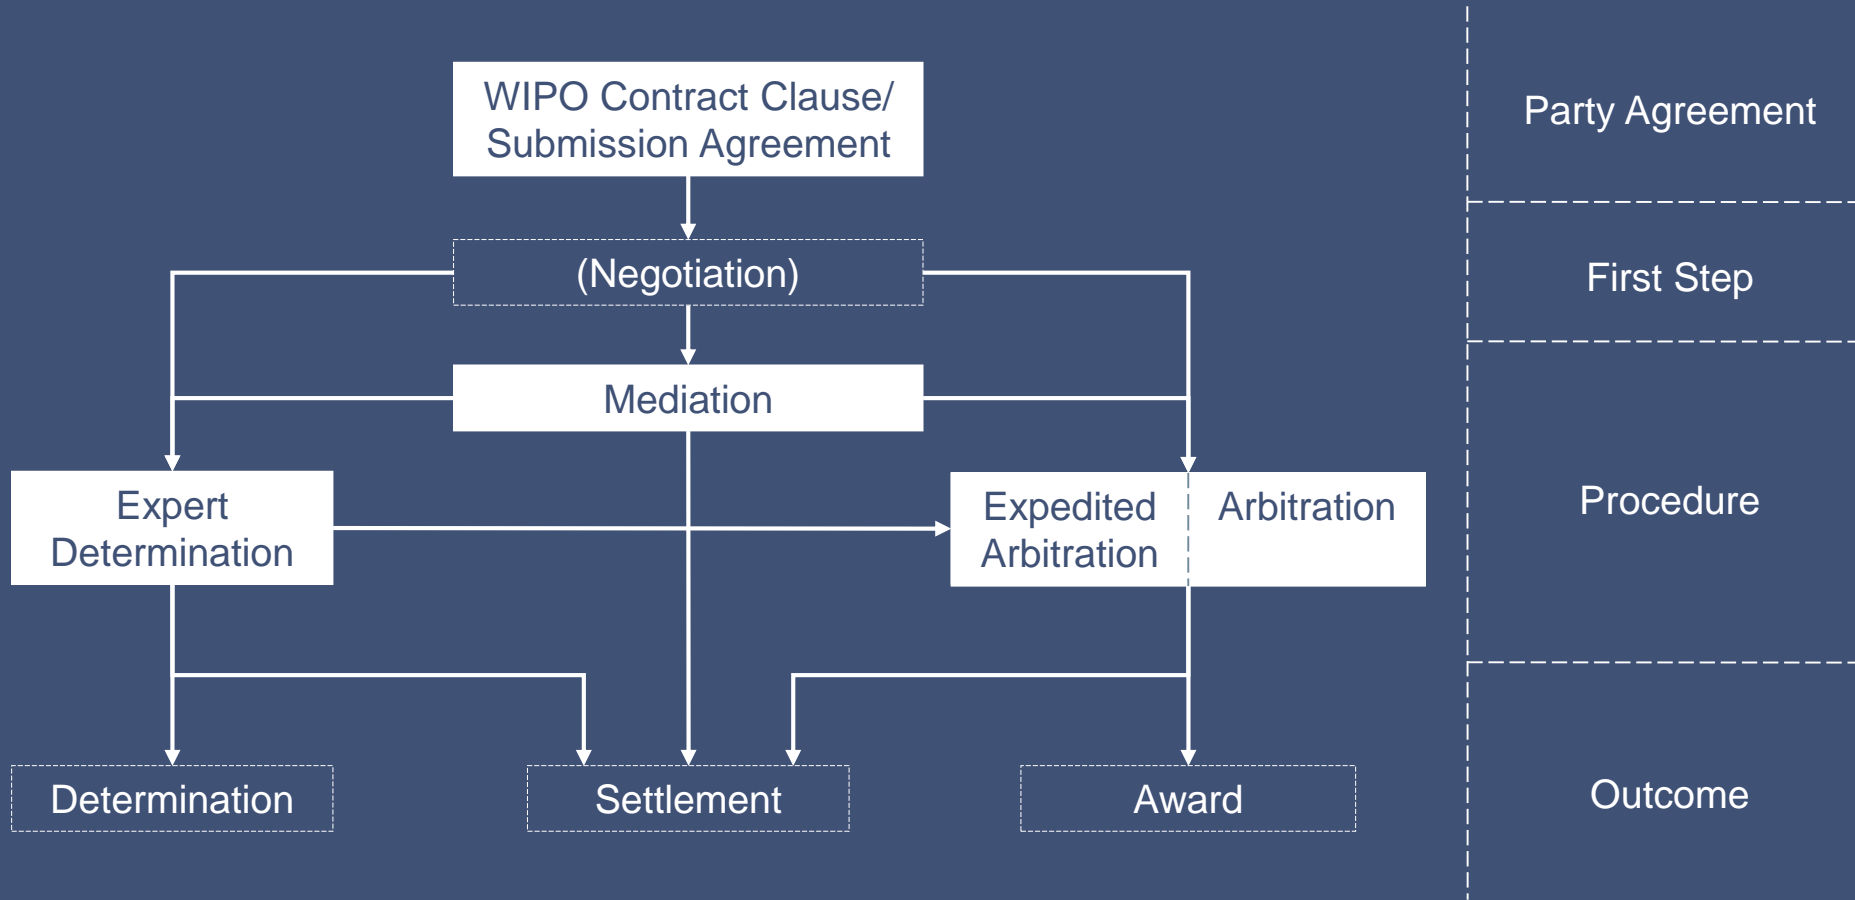 WIPO Contract Clause/
Submission Agreement
Party Agreement
(Negotiation)
First Step
Mediation
Expert
Determination
Expedited
Arbitration
Arbitration
Procedure
Determination
Settlement
Award
Outcome